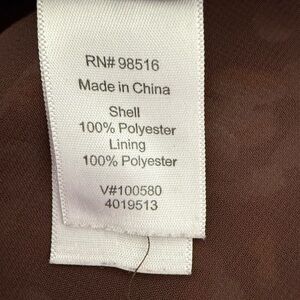 RN# 98516
Made in China
Shell
100% Polyester
Lining
100% Polyester
V#100580
4019513